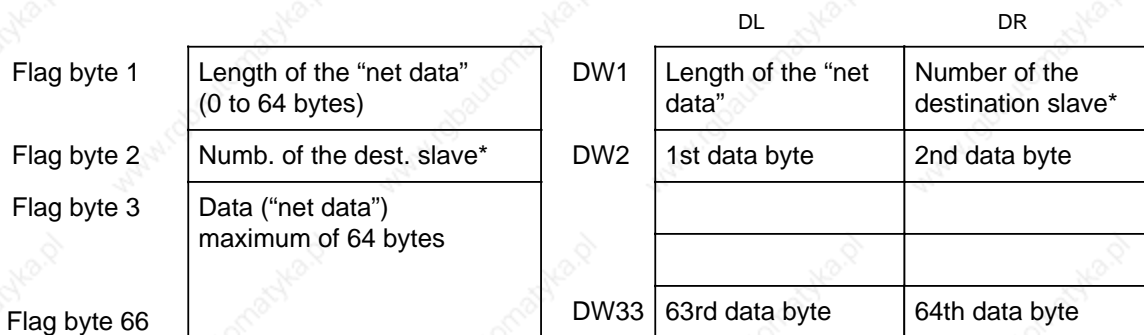 DL DR
Flag byte 1
Length of the “net data”
(0 to 64 bytes)
Flag byte 2
Numb. of the dest. slave*
Flag byte 3
Data (“net data”)
maximum of 64 bytes
Flag byte 66
DW1
Length of the “net
data”
Number of the
destination slave*
DW2
1st data byte
2nd data byte
DW33
63rd data byte
64th data byte
www.rgbautomatyka.pl